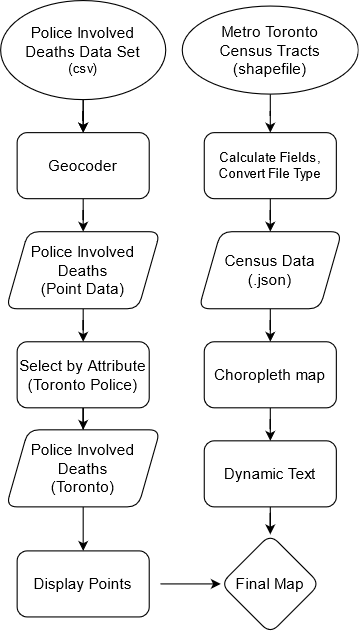 Police Involved
Deaths Data Set
(csv)
Geocoder
Police Involved
Deaths
(Point Data)
Select by Attribute
(Toronto Police)
Police Involved
Deaths
(Toronto)
Display Points
Metro Toronto
Census Tracts
(shapefile)
Calculate Fields,
Convert File Type
Census Data
(.json)
Choropleth map
Dynamic Text
Final Map